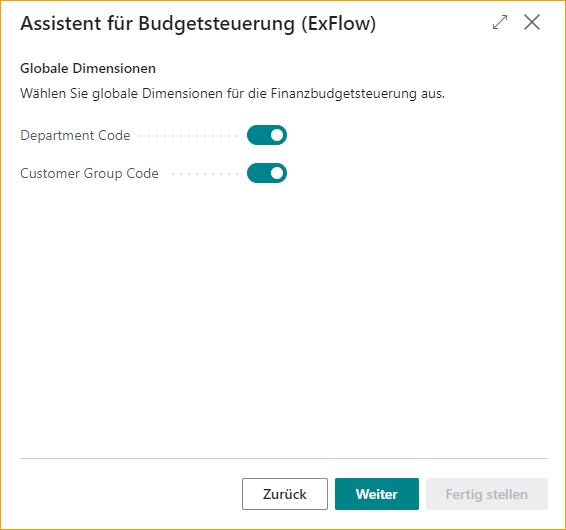 Assistent für Budgetsteuerung (ExFlow)
Globale Dimensionen
Wählen Sie globale Dimensionen für die Finanzbudgetsteuerung aus.
Department Code
Customer Group Code
Zurück
Weiter
Fertig stellen